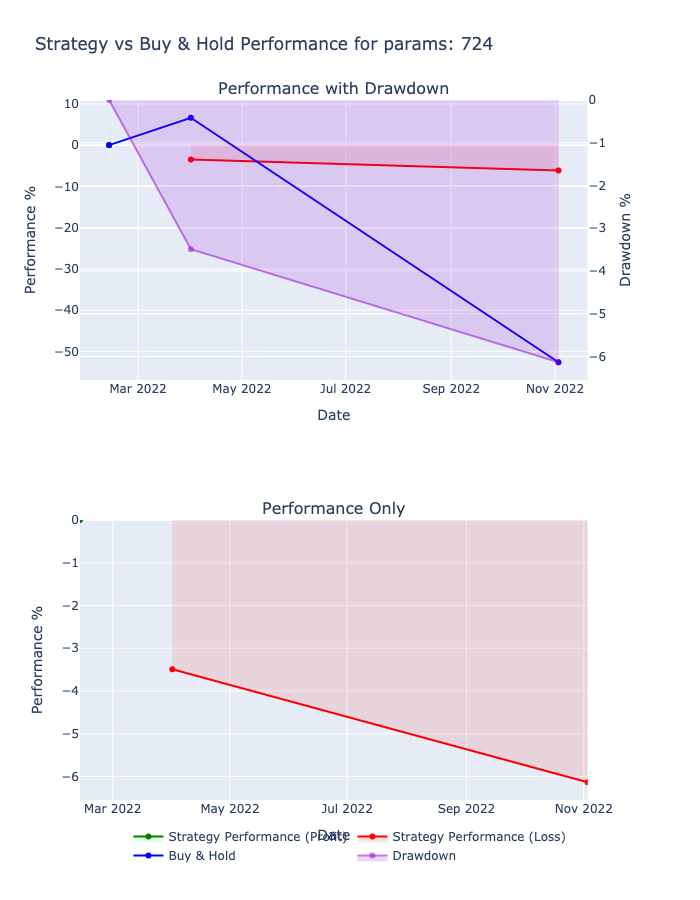 Strategy vs Buy & Hold Performance for params: 724
Performance with Drawdown
10
0
−10
−20
−30
−40
−50
Performance %
0
−1
−2
−3
−4
−5
−6
Drawdown %
Mar 2022 May 2022 Jul 2022 Sep 2022 Nov 2022
Date
Performance Only
0
−1
−2
−3
−4
−5
−6
Performance %
Mar 2022 May 2022 Jul 2022 Sep 2022 Nov 2022
Date
Strategy Performance (Profit) Strategy Performance (Loss)
Buy & Hold Drawdown